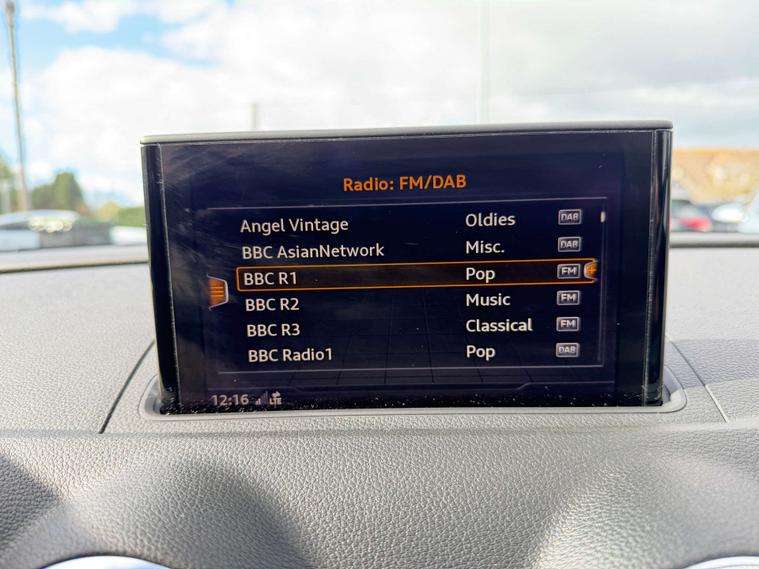 Radio: FM/DAB
Angel Vintage Oldies DAB
BBC AsianNetwork Misc. DAB
BBC R1 Pop FM
BBC R2 Music FM
BBC R3 Classical FM
BBC Radio1 Pop DAB
12:16 LTE